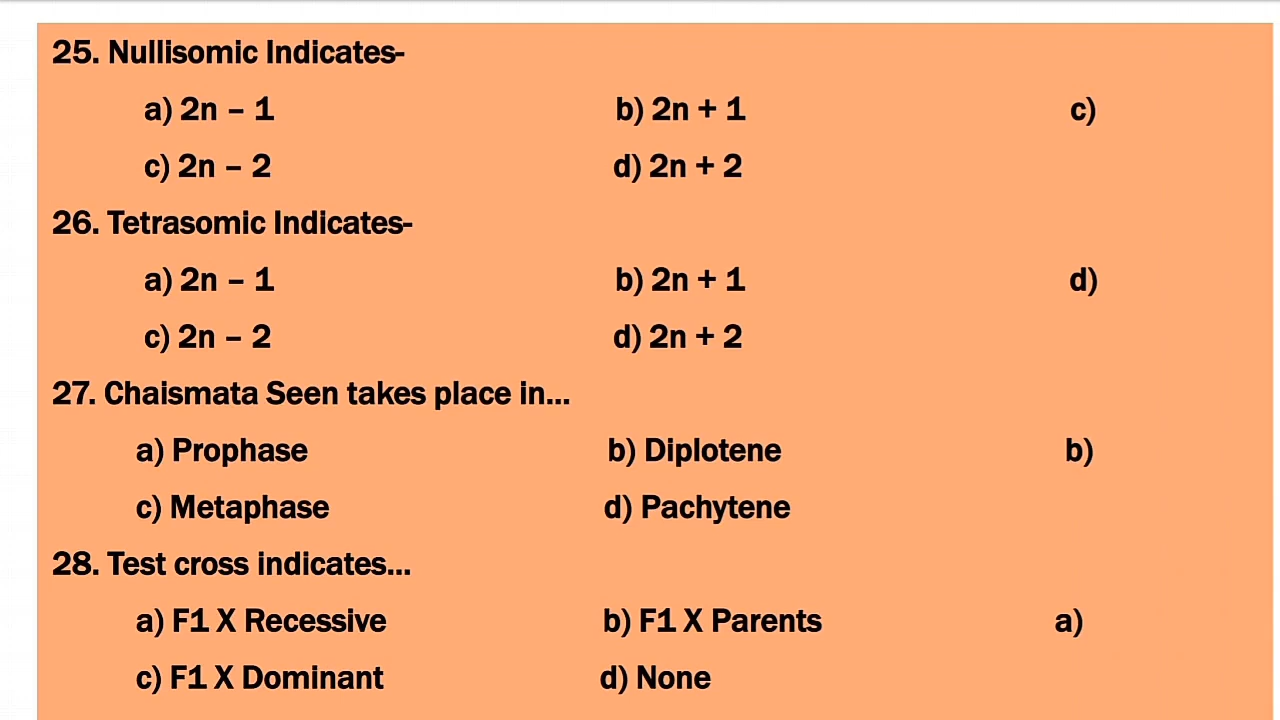 25. Nullisomic Indicates-
a) 2n – 1 b) 2n + 1 c)
c) 2n – 2 d) 2n + 2
26. Tetrasomic Indicates-
a) 2n – 1 b) 2n + 1 d)
c) 2n – 2 d) 2n + 2
27. Chaismata Seen takes place in...
a) Prophase b) Diplotene b)
c) Metaphase d) Pachytene
28. Test cross indicates...
a) F1 X Recessive b) F1 X Parents a)
c) F1 X Dominant d) None